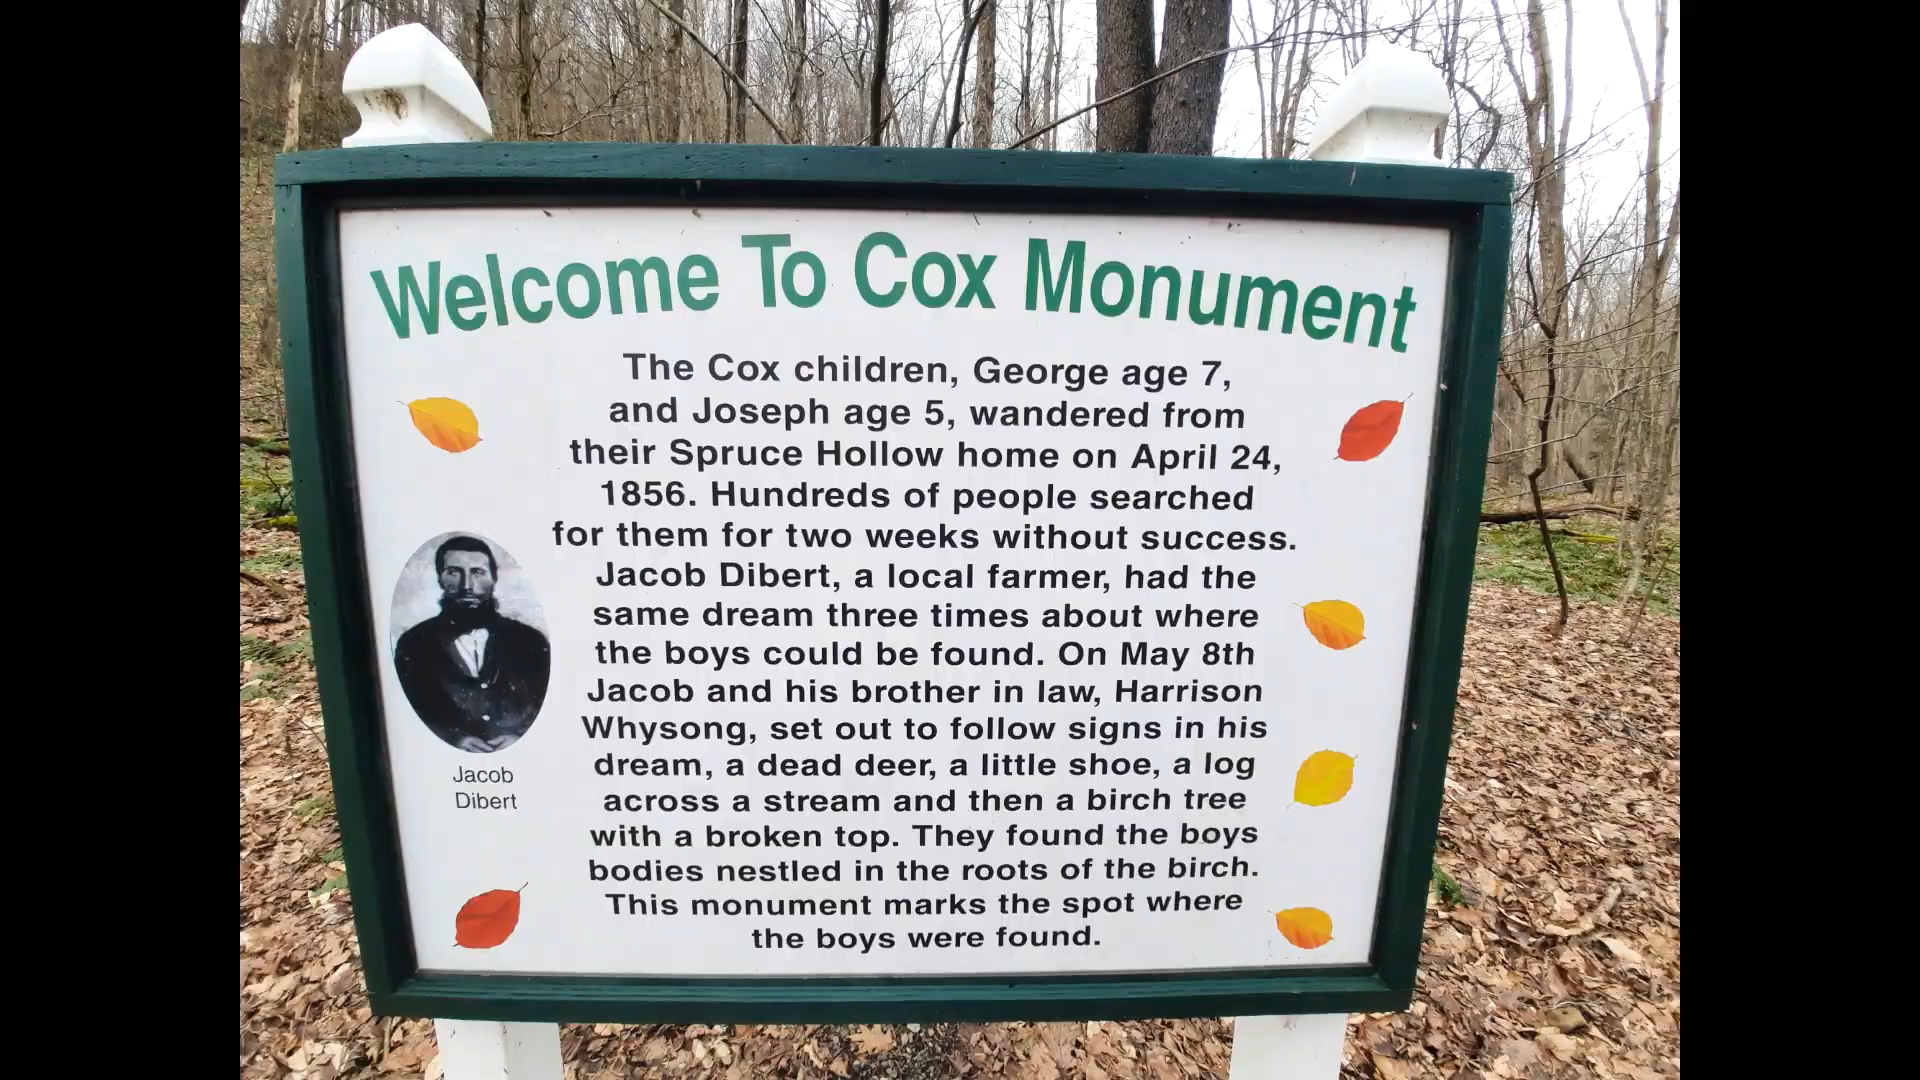 Welcome To Cox Monument
The Cox children, George age 7,
and Joseph age 5, wandered from
their Spruce Hollow home on April 24,
1856. Hundreds of people searched
for them for two weeks without success.
Jacob Dibert, a local farmer, had the
same dream three times about where
the boys could be found. On May 8th
Jacob and his brother in law, Harrison
Whysong, set out to follow signs in his
dream, a dead deer, a little shoe, a log
across a stream and then a birch tree
with a broken top. They found the boys
bodies nestled in the roots of the birch.
This monument marks the spot where
the boys were found.
Jacob
Dibert